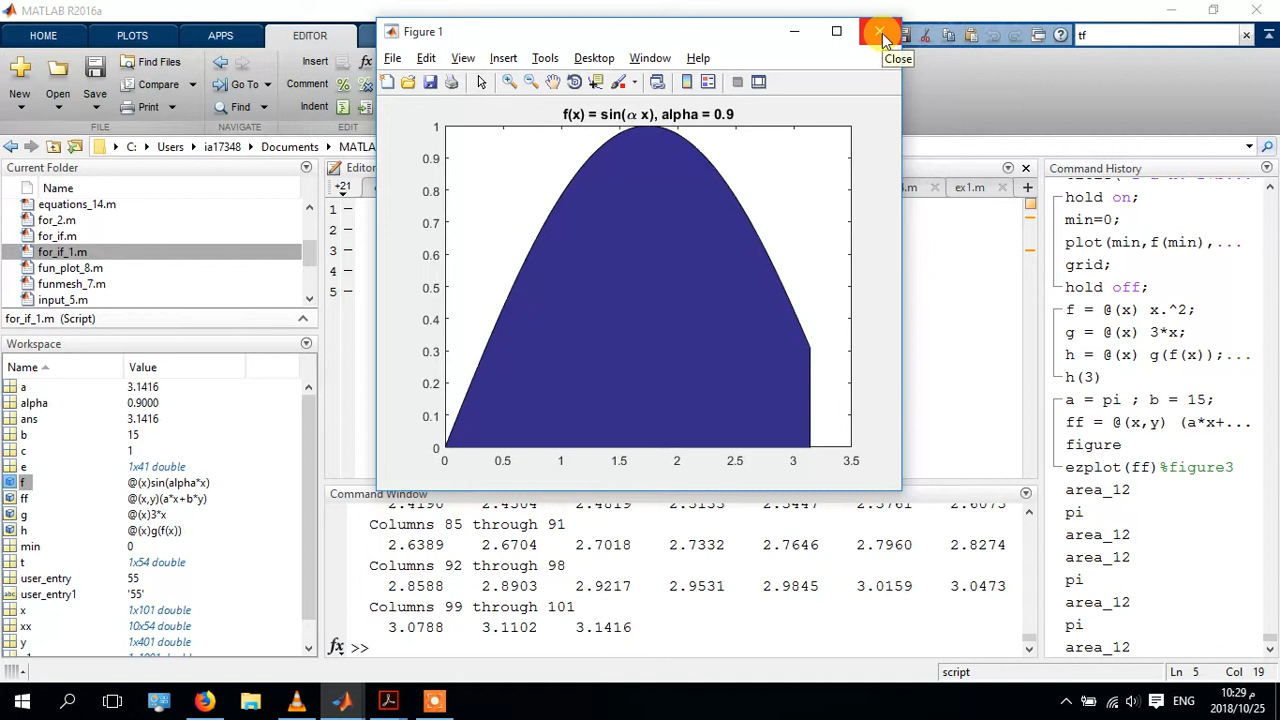 MATLAB R2016a
HOME
PLOTS
APPS
EDITOR
tf
New
Open
Save
Find Files
Compare
Print
FILE
Go To
Find
NAVIGATE
Insert
fx
Comment
%
Indent
EDIT
C:
Users
ia17348
Documents
Current Folder
Name
equations_14.m
for_2.m
for_if.m
for_if_1.m
fun_plot_8.m
funmesh_7.m
input_5.m
for_if_1.m (Script)
Workspace
Name Value
a 3.1416
alpha 0.9000
ans 3.1416
b 15
c 1
e 1x41 double
f @(x)sin(alpha*x)
ff @(x,y)(a*x+b*y)
g @(x)3*x
h @(x)g(f(x))
min 0
t 1x54 double
user_entry 55
user_entry1 '55'
x 1x101 double
xx 10x54 double
y 1x401 double
+21
ex1.m
1
2
3
4
5
Figure 1
Close
File Edit View Insert Tools Desktop Window Help
f(x) = sin(α x), alpha = 0.9
1
0.9
0.8
0.7
0.6
0.5
0.4
0.3
0.2
0.1
0
0 0.5 1 1.5 2 2.5 3 3.5
Command Window
Columns 85 through 91
2.6389 2.6704 2.7018 2.7332 2.7646 2.7960 2.8274
Columns 92 through 98
2.8588 2.8903 2.9217 2.9531 2.9845 3.0159 3.0473
Columns 99 through 101
3.0788 3.1102 3.1416
fx >>
Command History
hold on;
min=0;
plot(min,f(min),...
grid;
hold off;
f = @(x) x.^2;
g = @(x) 3*x;
h = @(x) g(f(x));...
h(3)
a = pi ; b = 15;
ff = @(x,y) (a*x+...
figure
ezplot(ff)%figure3
area_12
pi
area_12
area_12
pi
area_12
pi
area_12
script
Ln 5 Col 19
ENG
10:29 م
2018/10/25